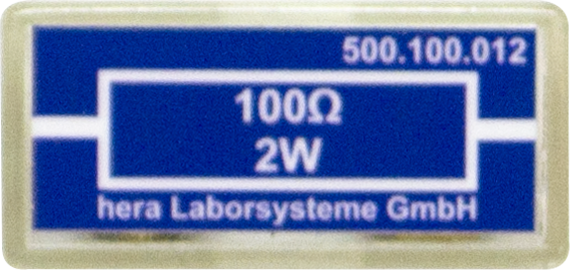 500.100.012
100Ω
2W
hera Laborsysteme GmbH